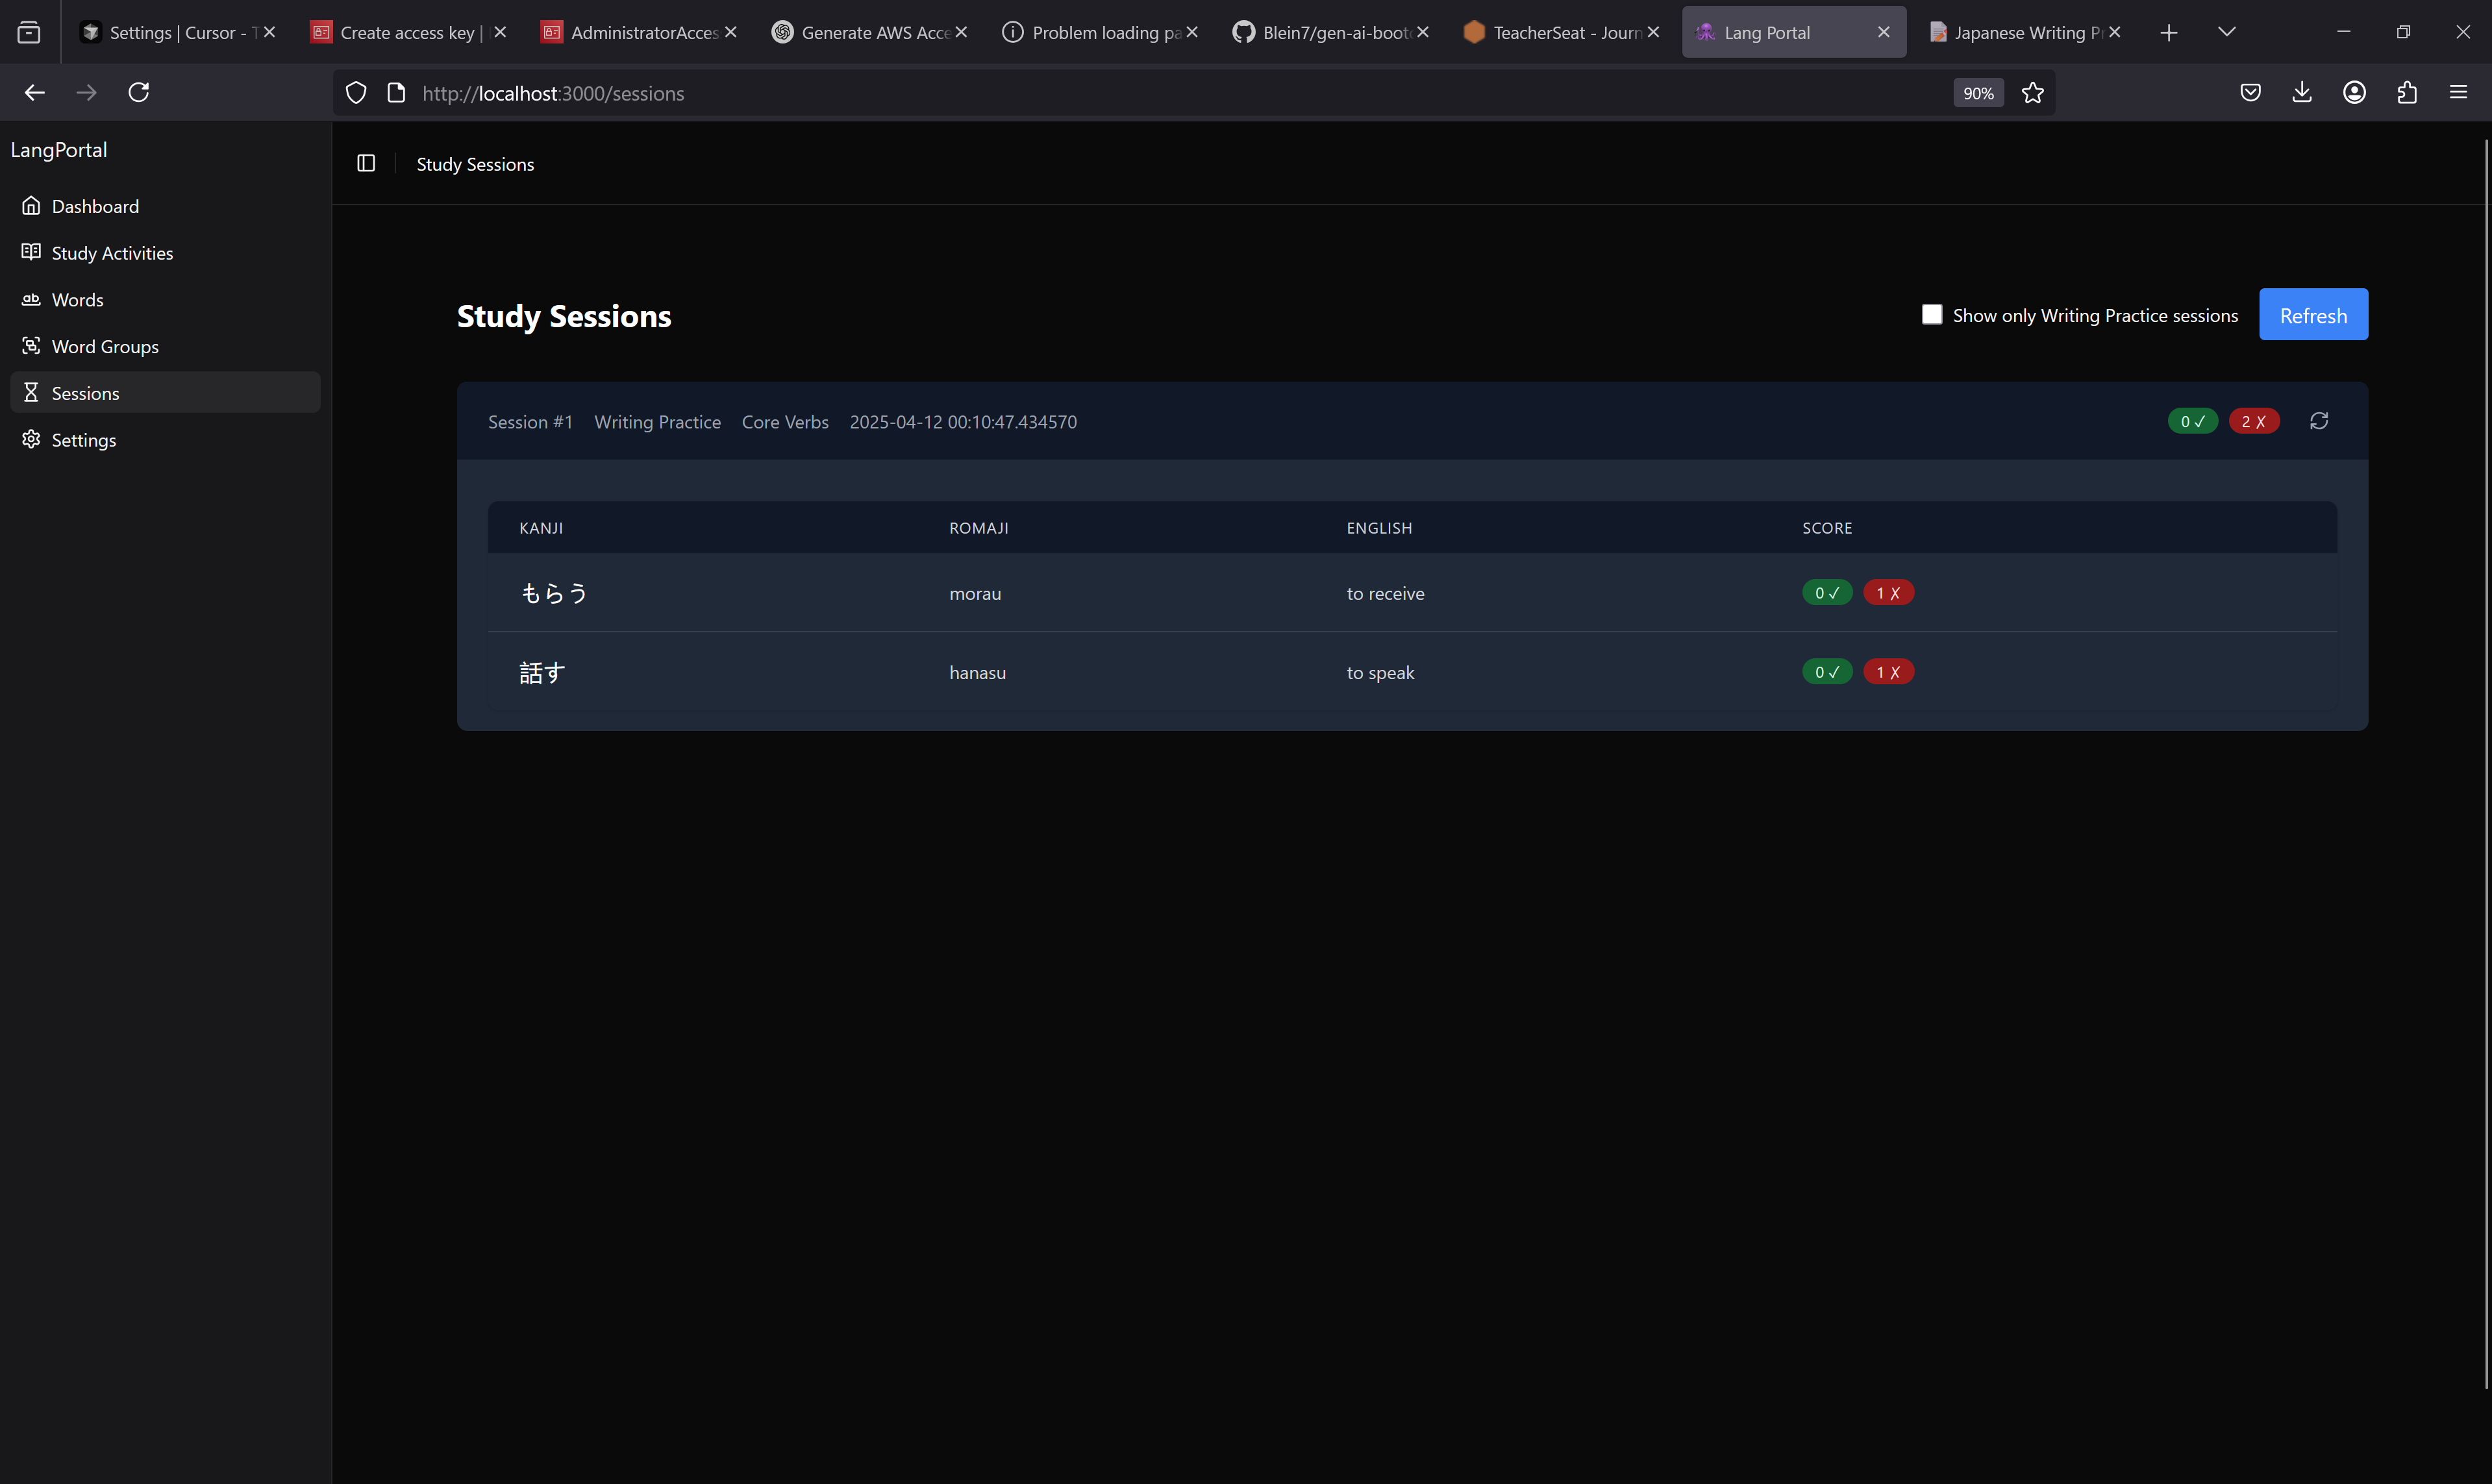 Settings | Cursor - T
Create access key |
AdministratorAcces
Generate AWS Acce
Problem loading pa
Blein7/gen-ai-bootc
TeacherSeat - Journ
Lang Portal
Japanese Writing Pr
http://localhost:3000/sessions
90%
LangPortal
Dashboard
Study Activities
Words
Word Groups
Sessions
Settings
Study Sessions
Study Sessions
Show only Writing Practice sessions
Refresh
Session #1 Writing Practice Core Verbs 2025-04-12 00:10:47.434570 0 ✓ 2 ✗
KANJI ROMAJI ENGLISH SCORE
もらう morau to receive 0 ✓ 1 ✗
話す hanasu to speak 0 ✓ 1 ✗